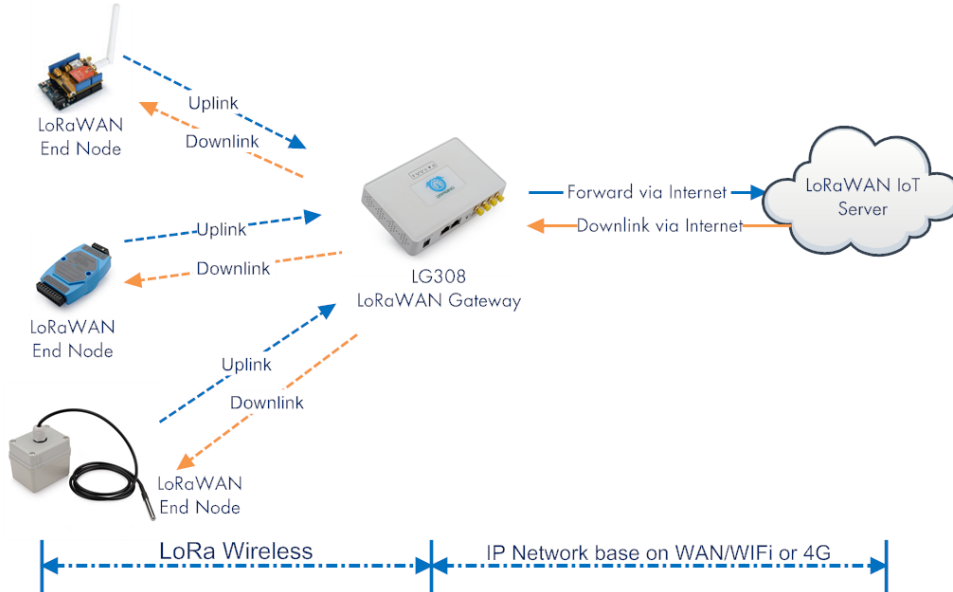 Uplink
Downlink
LoRaWAN
End Node
Uplink
Downlink
LoRaWAN
End Node
Uplink
Downlink
LoRaWAN
End Node
LG308
LoRaWAN Gateway
Forward via Internet
Downlink via Internet
LoRaWAN IoT
Server
LoRa Wireless
IP Network base on WAN/WIFi or 4G